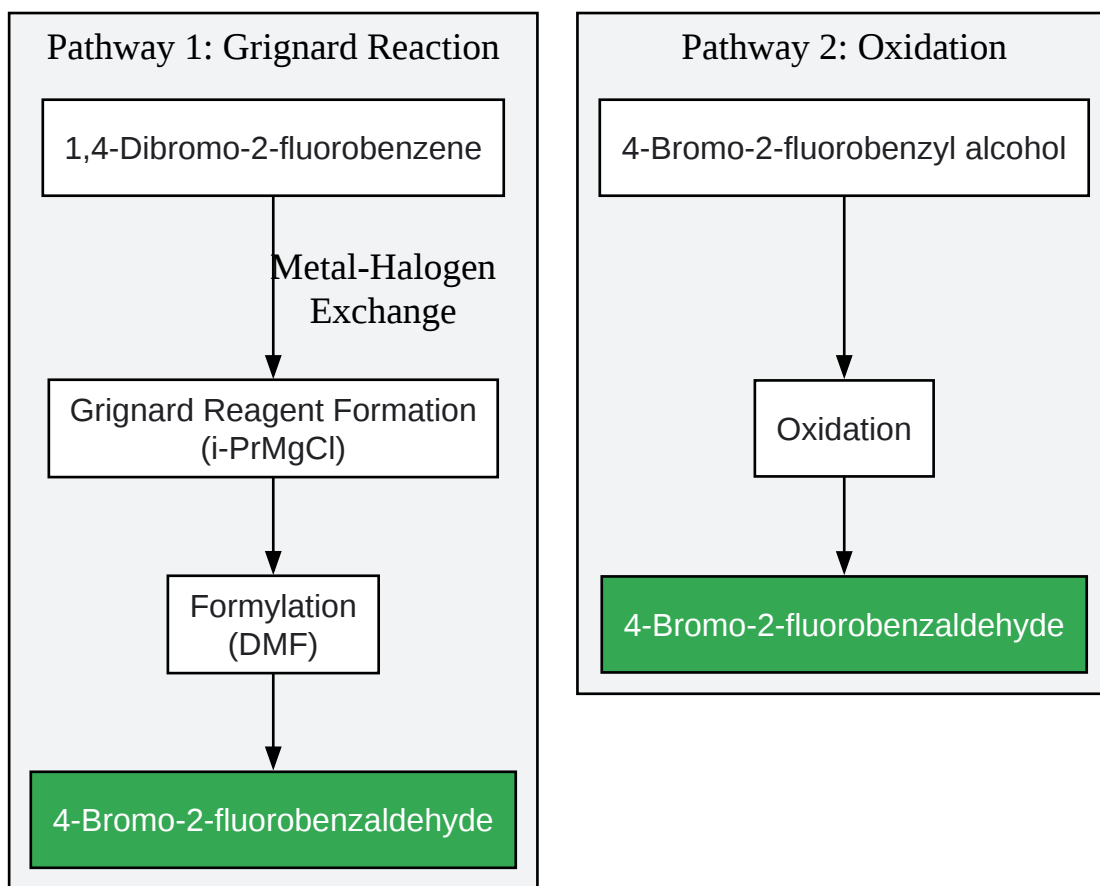 Pathway 1: Grignard Reaction
1,4-Dibromo-2-fluorobenzene
Metal-Halogen
Exchange
Grignard Reagent Formation
(i-PrMgCl)
Formylation
(DMF)
4-Bromo-2-fluorobenzaldehyde
Pathway 2: Oxidation
4-Bromo-2-fluorobenzyl alcohol
Oxidation
4-Bromo-2-fluorobenzaldehyde